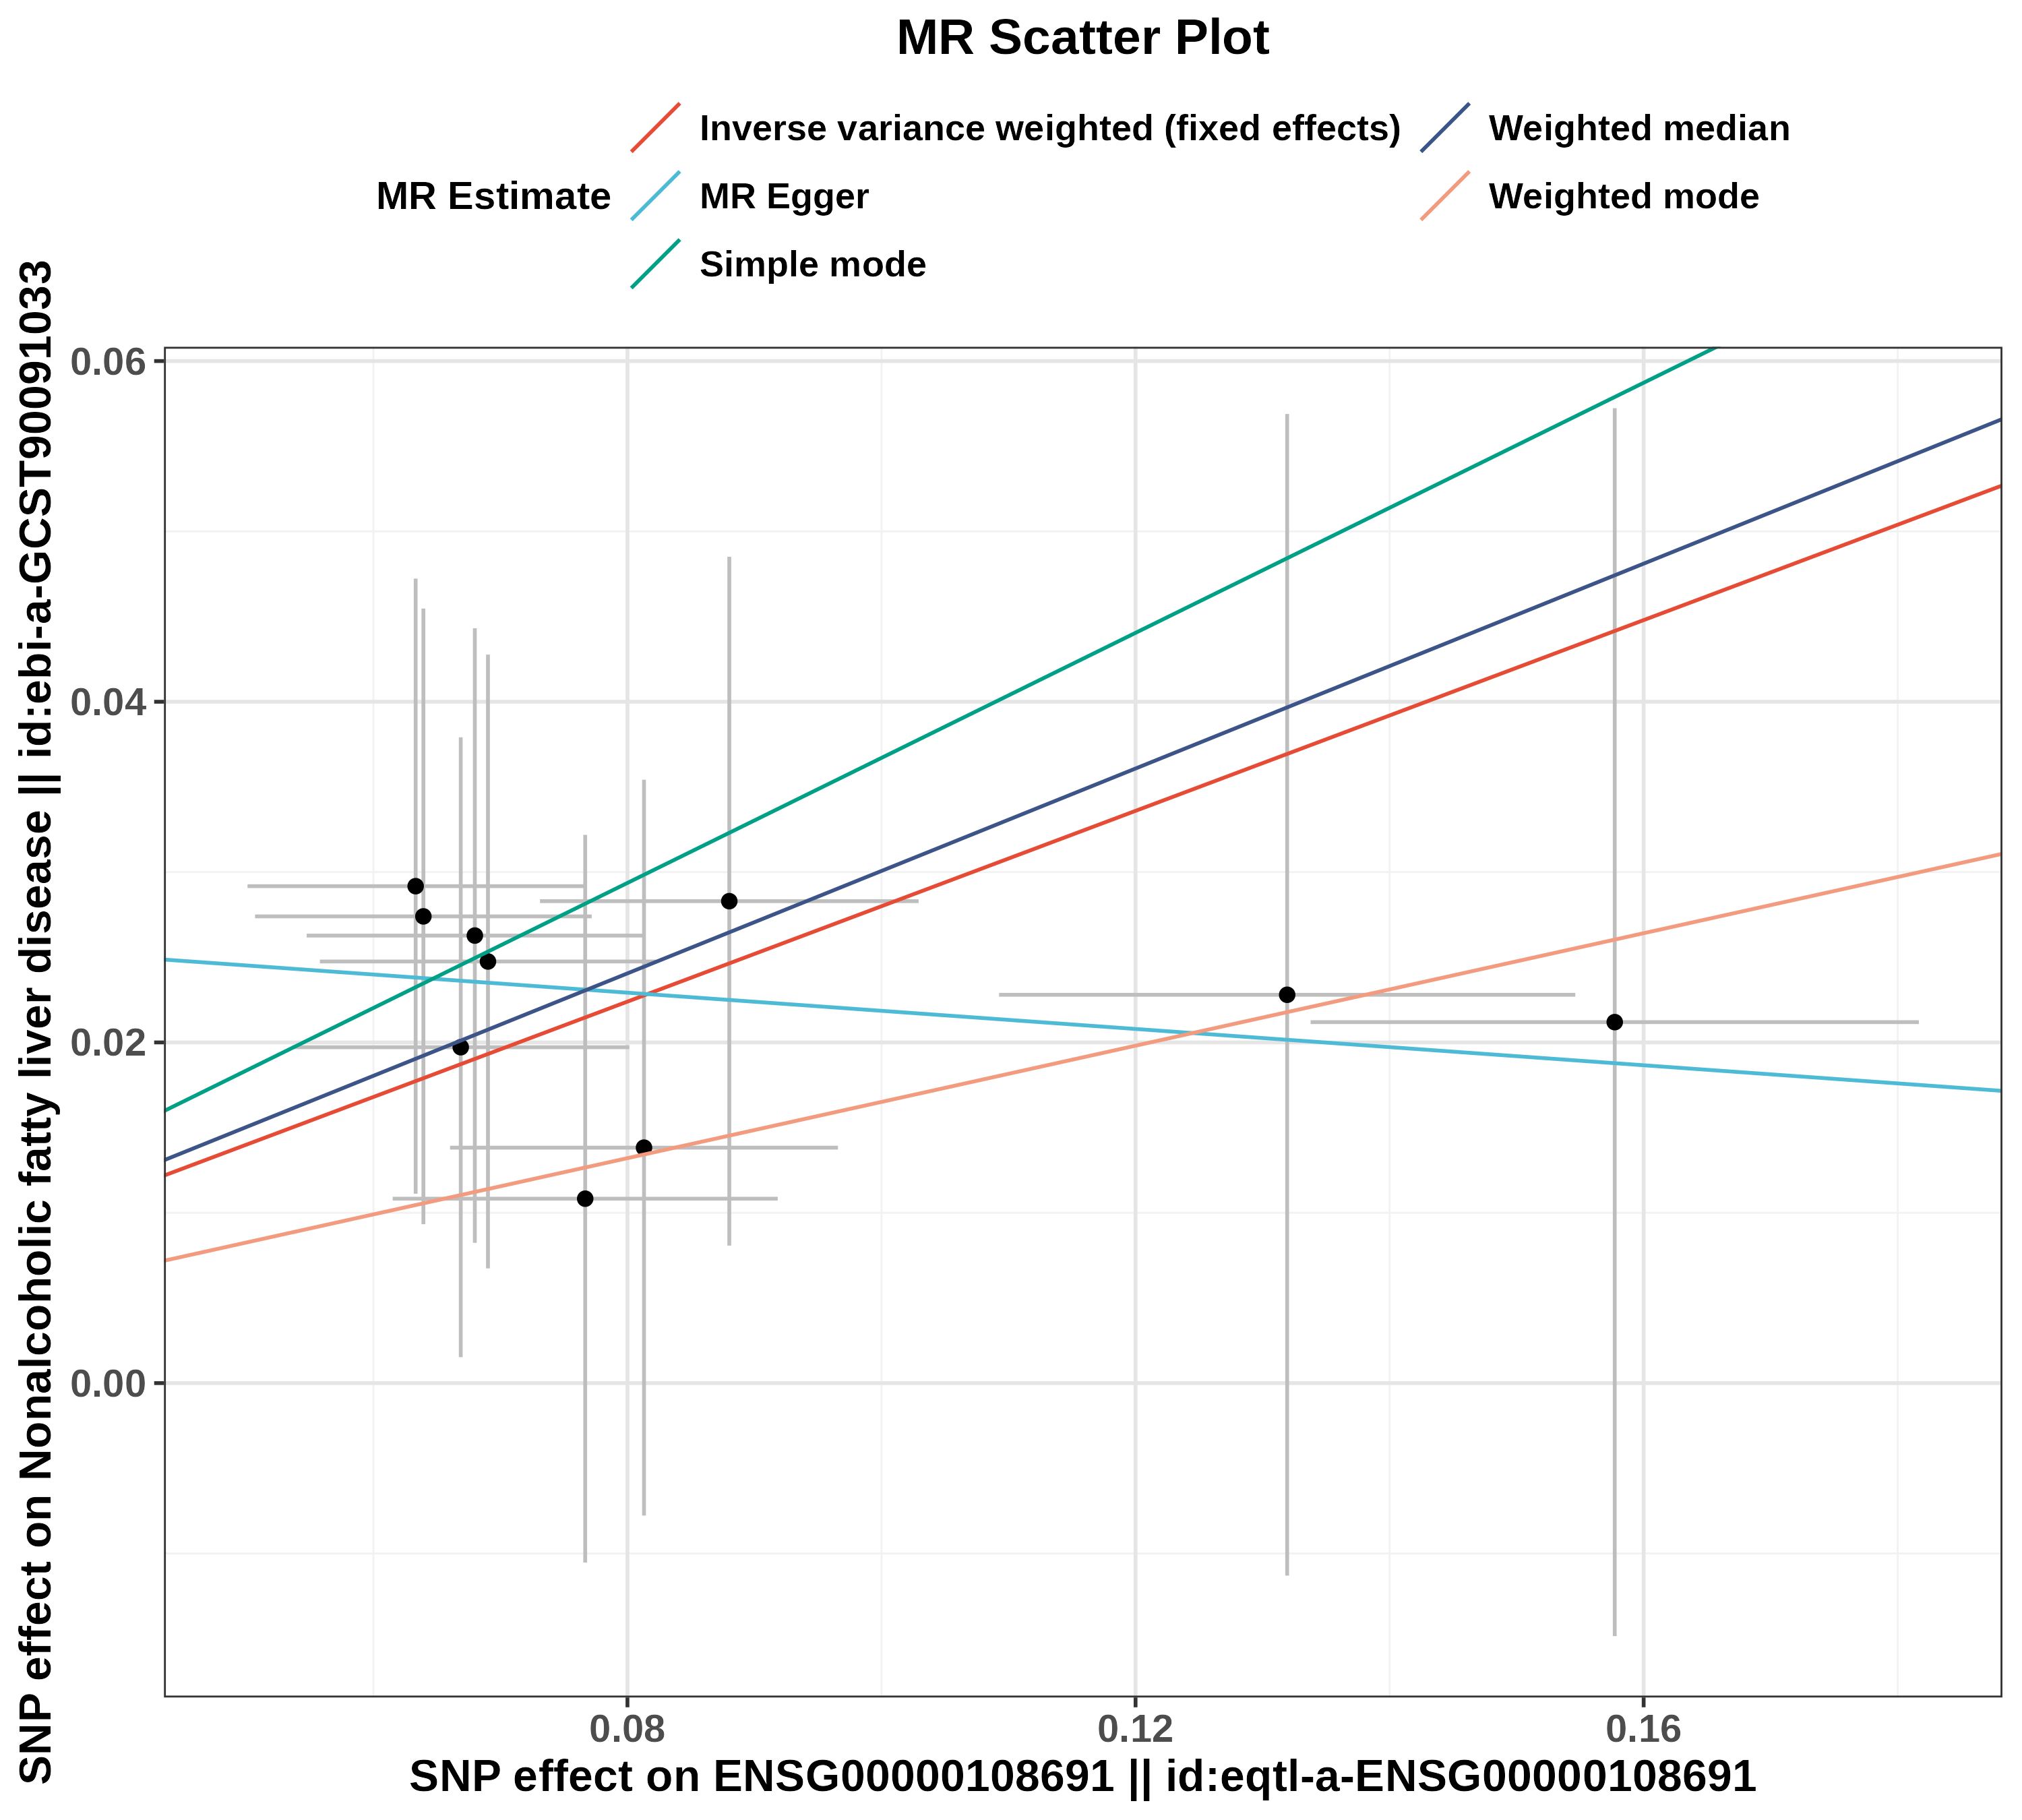 MR Scatter Plot
MR Estimate
Inverse variance weighted (fixed effects)
MR Egger
Simple mode
Weighted median
Weighted mode
SNP effect on Nonalcoholic fatty liver disease || id:ebi-a-GCST90091033
0.06
0.04
0.02
0.00
0.08
0.12
0.16
SNP effect on ENSG00000108691 || id:eqtl-a-ENSG00000108691